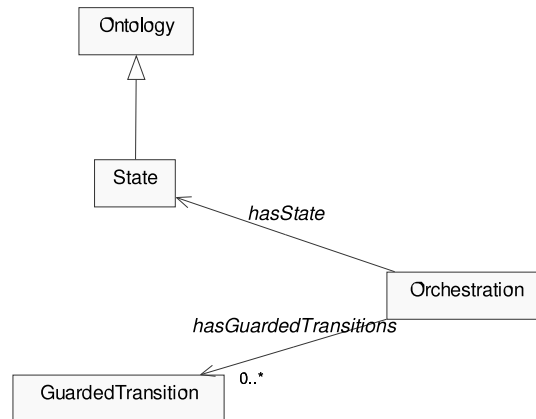 Ontology
State
hasState
Orchestration
hasGuardedTransitions
0..*
GuardedTransition